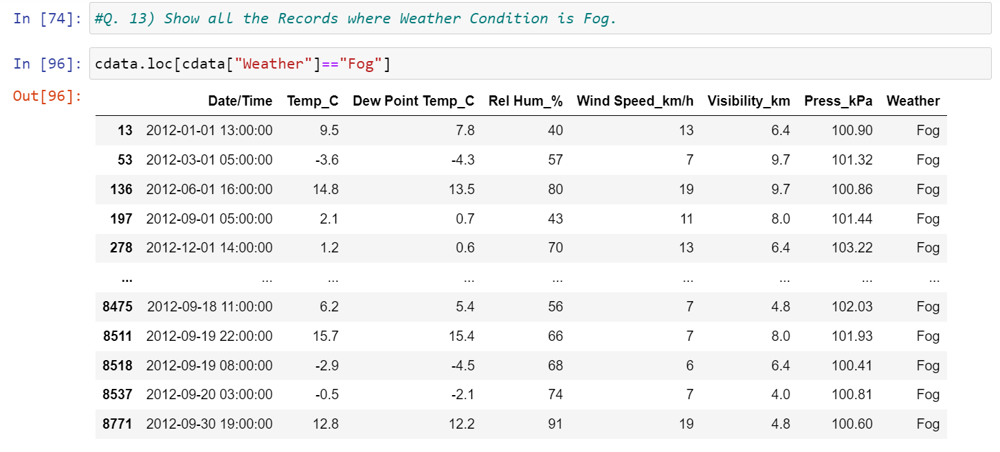 In [74]: #Q. 13) Show all the Records where Weather Condition is Fog.
In [96]: cdata.loc[cdata["Weather"]=="Fog"]
Out[96]:
Date/Time Temp_C Dew Point Temp_C Rel Hum_% Wind Speed_km/h Visibility_km Press_kPa Weather
13 2012-01-01 13:00:00 9.5 7.8 40 13 6.4 100.90 Fog
53 2012-03-01 05:00:00 -3.6 -4.3 57 7 9.7 101.32 Fog
136 2012-06-01 16:00:00 14.8 13.5 80 19 9.7 100.86 Fog
197 2012-09-01 05:00:00 2.1 0.7 43 11 8.0 101.44 Fog
278 2012-12-01 14:00:00 1.2 0.6 70 13 6.4 103.22 Fog
... ... ... ... ... ... ... ... ...
8475 2012-09-18 11:00:00 6.2 5.4 56 7 4.8 102.03 Fog
8511 2012-09-19 22:00:00 15.7 15.4 66 7 8.0 101.93 Fog
8518 2012-09-19 08:00:00 -2.9 -4.5 68 6 6.4 100.41 Fog
8537 2012-09-20 03:00:00 -0.5 -2.1 74 7 4.0 100.81 Fog
8771 2012-09-30 19:00:00 12.8 12.2 91 19 4.8 100.60 Fog